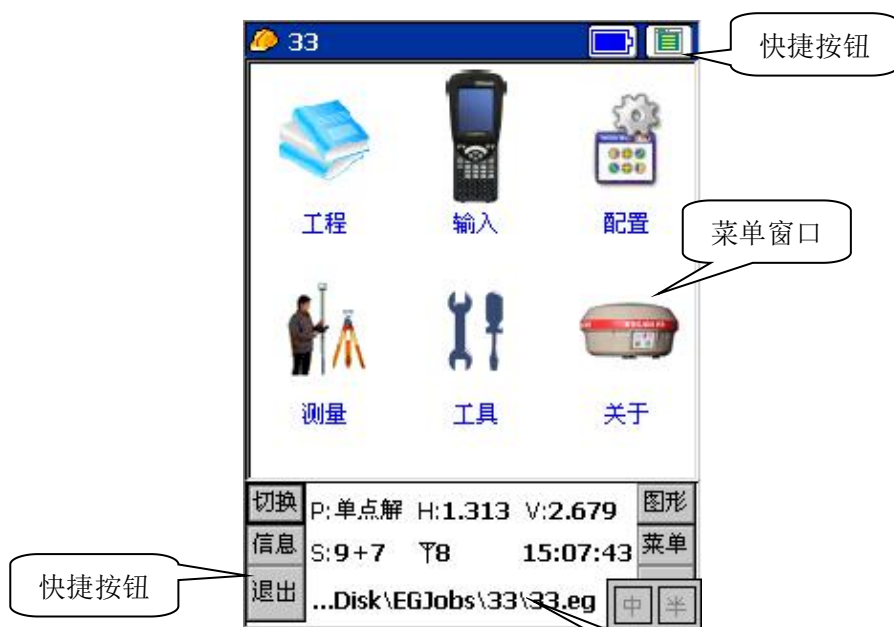 33
快捷按钮
工程
输入
配置
菜单窗口
测量
工具
关于
切换
P:单点解 H:1.313 V:2.679
图形
信息
S:9+7 8 15:07:43
菜单
快捷按钮
退出
...Disk\EGJobs\33\33.eg
中 半